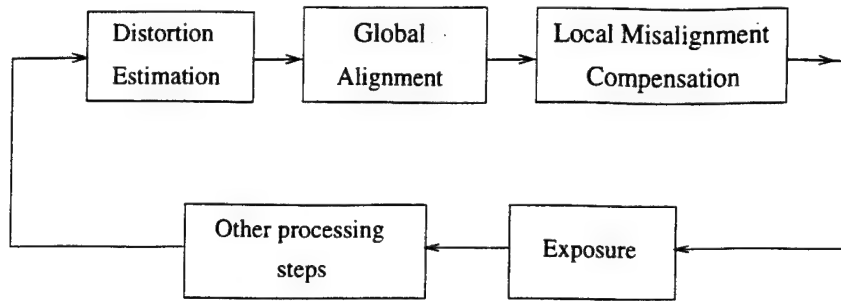 Distortion
Estimation
Global
Alignment
Local Misalignment
Compensation
Other processing
steps
Exposure